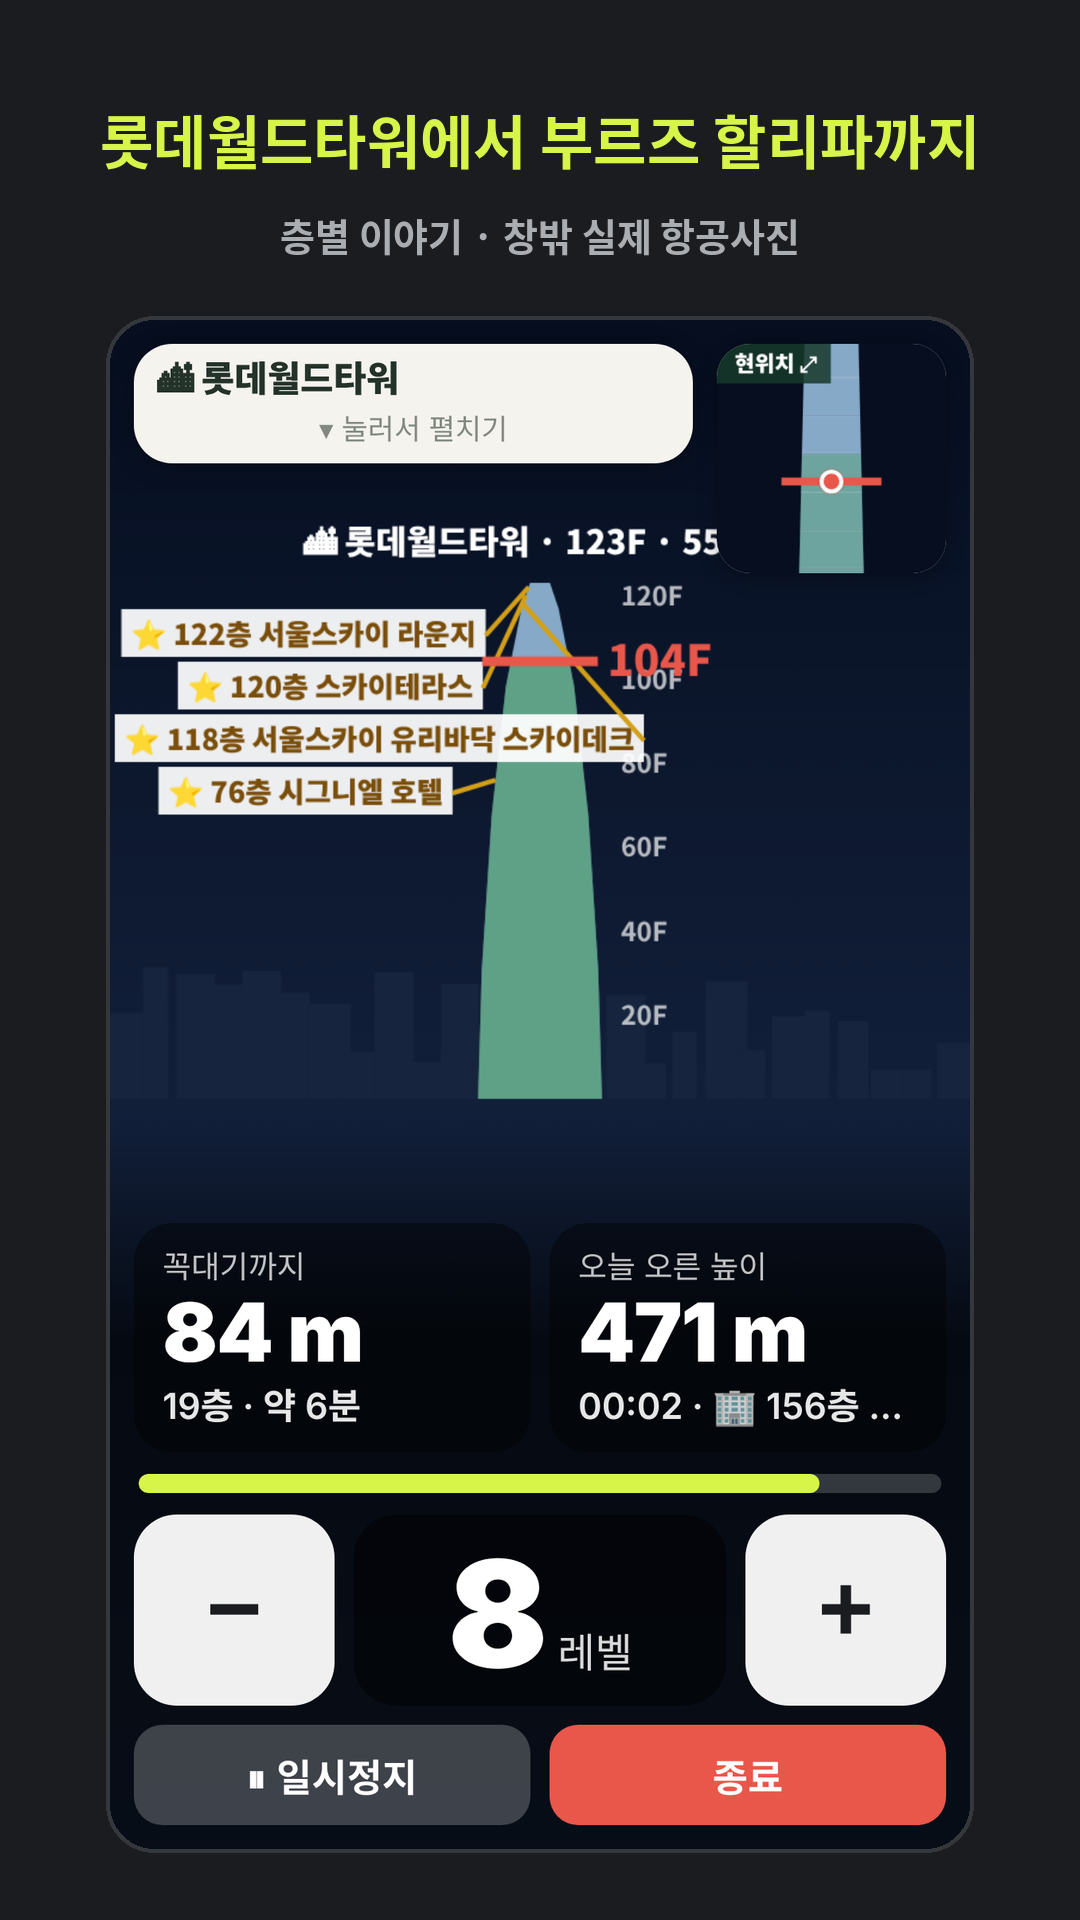 롯데월드타워에서 부르즈 할리파까지
층별 이야기 · 창밖 실제 항공사진
🏙 롯데월드타워
▼ 눌러서 펼치기
현위치 ⤢
🏙 롯데월드타워 · 123F · 55
120F
⭐ 122층 서울스카이 라운지
104F
100F
⭐ 120층 스카이테라스
⭐ 118층 서울스카이 유리바닥 스카이데크
80F
⭐ 76층 시그니엘 호텔
60F
40F
20F
꼭대기까지
84 m
19층 · 약 6분
오늘 오른 높이
471 m
00:02 · 🏢 156층 ...
−
8 레벨
+
⏸ 일시정지
종료